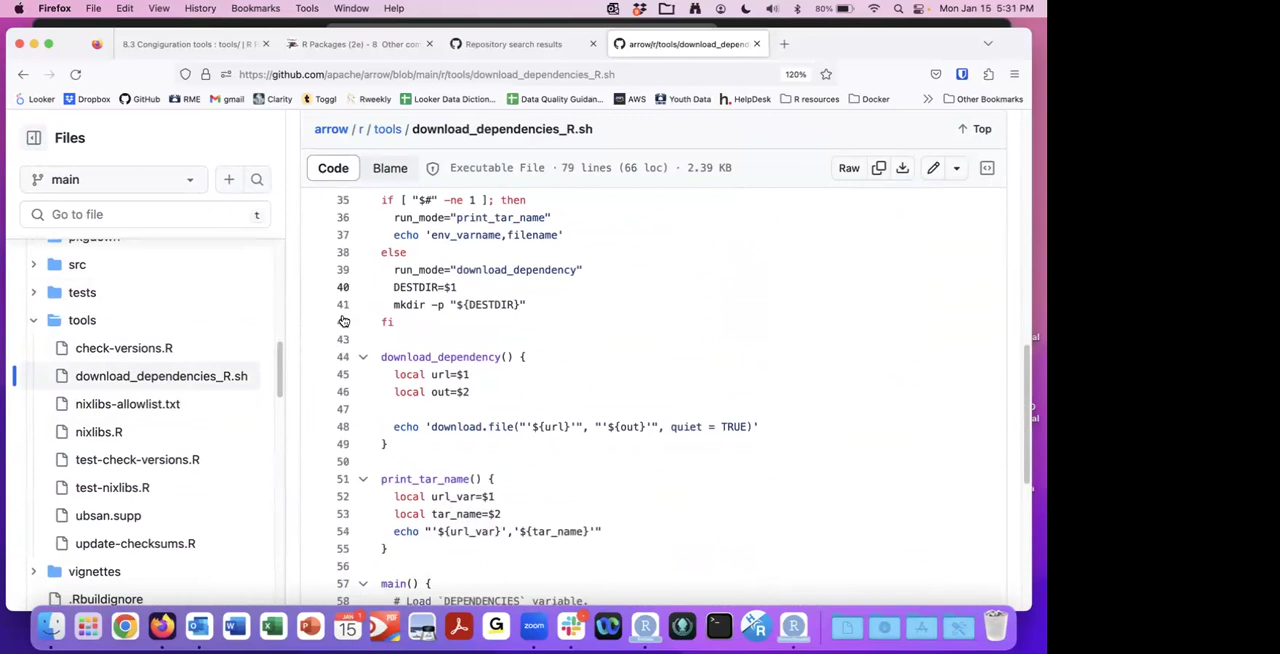 Firefox File Edit View History Bookmarks Tools Window Help 80% Mon Jan 15 5:31 PM
8.3 Congiguration tools : tools/ | R F × R Packages (2e) - 8 Other con × Repository search results × arrow/r/tools/download_depend ×
https://github.com/apache/arrow/blob/main/r/tools/download_dependencies_R.sh 120%
Looker Dropbox GitHub RME gmail Clarity Toggl Rweekly Looker Data Diction... Data Quality Guidan... AWS Youth Data HelpDesk R resources Docker Other Bookmarks
Files
arrow / r / tools / download_dependencies_R.sh
Top
main
Code Blame Executable File · 79 lines (66 loc) · 2.39 KB Raw
Go to file t
pkgdown
src
tests
tools
check-versions.R
download_dependencies_R.sh
nixlibs-allowlist.txt
nixlibs.R
test-check-versions.R
test-nixlibs.R
ubsan.supp
update-checksums.R
vignettes
.Rbuildignore
35 if [ "$#" -ne 1 ]; then
36 run_mode="print_tar_name"
37 echo 'env_varname,filename'
38 else
39 run_mode="download_dependency"
40 DESTDIR=$1
41 mkdir -p "${DESTDIR}"
fi
43
44 download_dependency() {
45 local url=$1
46 local out=$2
47
48 echo 'download.file("'${url}'", "'${out}'", quiet = TRUE)'
49 }
50
51 print_tar_name() {
52 local url_var=$1
53 local tar_name=$2
54 echo "'${url_var}','${tar_name}'"
55 }
56
57 main() {
58 # Load `DEPENDENCIES` variable.
JAN
15
PDF
zoom